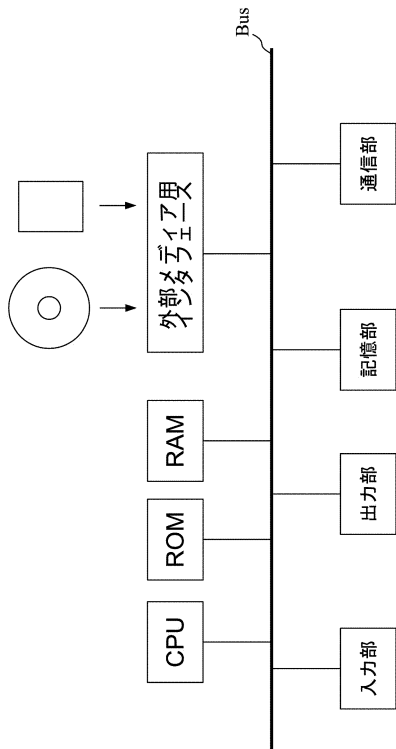 CPU
ROM
RAM
外部メディア用
インタフェース
Bus
入力部
出力部
記憶部
通信部